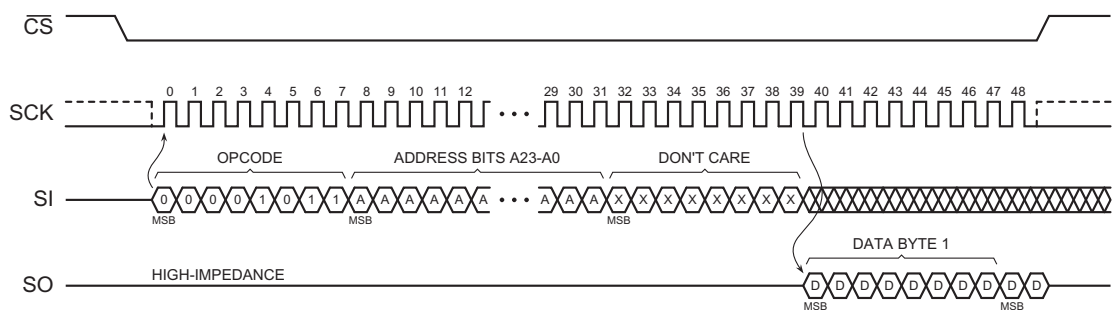 CS
SCK
0 1 2 3 4 5 6 7 8 9 10 11 12 29 30 31 32 33 34 35 36 37 38 39 40 41 42 43 44 45 46 47 48
OPCODE ADDRESS BITS A23-A0 DON'T CARE
SI 0 0 0 0 1 0 1 1 A A A A A A A A A X X X X X X X X
MSB MSB MSB
DATA BYTE 1
HIGH-IMPEDANCE
SO D D D D D D D D D D
MSB MSB